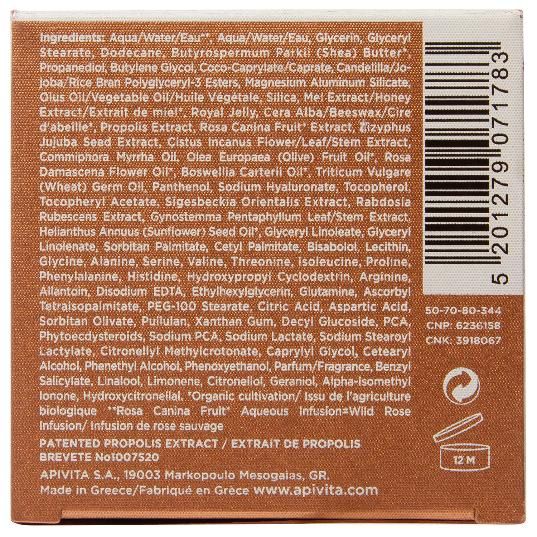 Ingredients: Aqua/Water/Eau**, Aqua/Water/Eau, Glycerin, Glyceryl
Stearate, Dodecane, Butyrospermum Parkii (Shea) Butter*,
Propanediol, Butylene Glycol, Coco-Caprylate/Caprate, Candelilla/Jo-
joba/Rice Bran Polyglyceryl-3 Esters, Magnesium Aluminum Silicate,
Olus Oil/Vegetable Oil/Huile Végétale, Silica, Mel Extract/Honey
Extract/Extrait de miel*, Royal Jelly, Cera Alba/Beeswax/Cire
d'abeille*, Propolis Extract, Rosa Canina Fruit* Extract, Zizyphus
Jujuba Seed Extract, Cistus Incanus Flower/Leaf/Stem Extract,
Commiphora Myrrha Oil, Olea Europaea (Olive) Fruit Oil*, Rosa
Damascena Flower Oil*, Boswellia Carterii Oil*, Triticum Vulgare
(Wheat) Germ Oil, Panthenol, Sodium Hyaluronate, Tocopherol,
Tocopheryl Acetate, Sigesbeckia Orientalis Extract, Rabdosia
Rubescens Extract, Gynostemma Pentaphyllum Leaf/Stem Extract,
Helianthus Annuus (Sunflower) Seed Oil*, Glyceryl Linoleate, Glyceryl
Linolenate, Sorbitan Palmitate, Cetyl Palmitate, Bisabolol, Lecithin,
Glycine, Alanine, Serine, Valine, Threonine, Isoleucine, Proline,
Phenylalanine, Histidine, Hydroxypropyl Cyclodextrin, Arginine,
Allantoin, Disodium EDTA, Ethylhexylglycerin, Glutamine, Ascorbyl
Tetraisopalmitate, PEG-100 Stearate, Citric Acid, Aspartic Acid,
Sorbitan Olivate, Pullulan, Xanthan Gum, Decyl Glucoside, PCA,
Phytoecdysteroids, Sodium PCA, Sodium Lactate, Sodium Stearoyl
Lactylate, Citronellyl Methylcrotonate, Caprylyl Glycol, Cetearyl
Alcohol, Phenethyl Alcohol, Phenoxyethanol, Parfum/Fragrance, Benzyl
Salicylate, Linalool, Limonene, Citronellol, Geraniol, Alpha-Isomethyl
Ionone, Hydroxycitronellal. *Organic cultivation/ Issu de l'agriculture
biologique **Rosa Canina Fruit* Aqueous Infusion=Wild Rose
Infusion/ Infusion de rose sauvage
PATENTED PROPOLIS EXTRACT / EXTRAIT DE PROPOLIS
BREVETE No1007520
APIVITA S.A., 19003 Markopoulo Mesogaias, GR.
Made in Greece/Fabriqué en Grèce www.apivita.com
5 201279 071783
50-70-80-344
CNP: 6236158
CNK: 3918067
12 M